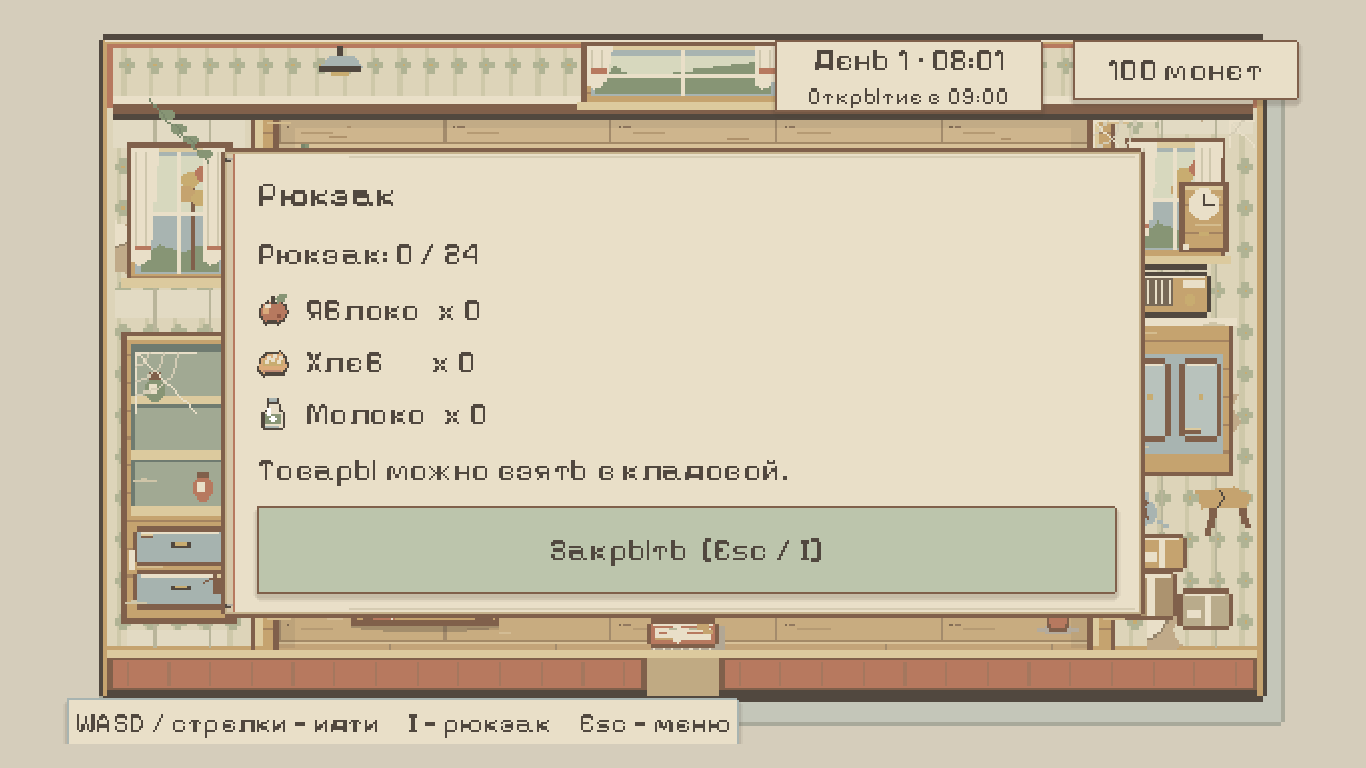 День 1 · 08:01
Открытие в 09:00
100 монет
Рюкзак
Рюкзак: 0 / 24
Яблоко x 0
Хлеб x 0
Молоко x 0
Товары можно взять в кладовой.
Закрыть (Esc / I)
WASD / стрелки - идти I - рюкзак Esc - меню